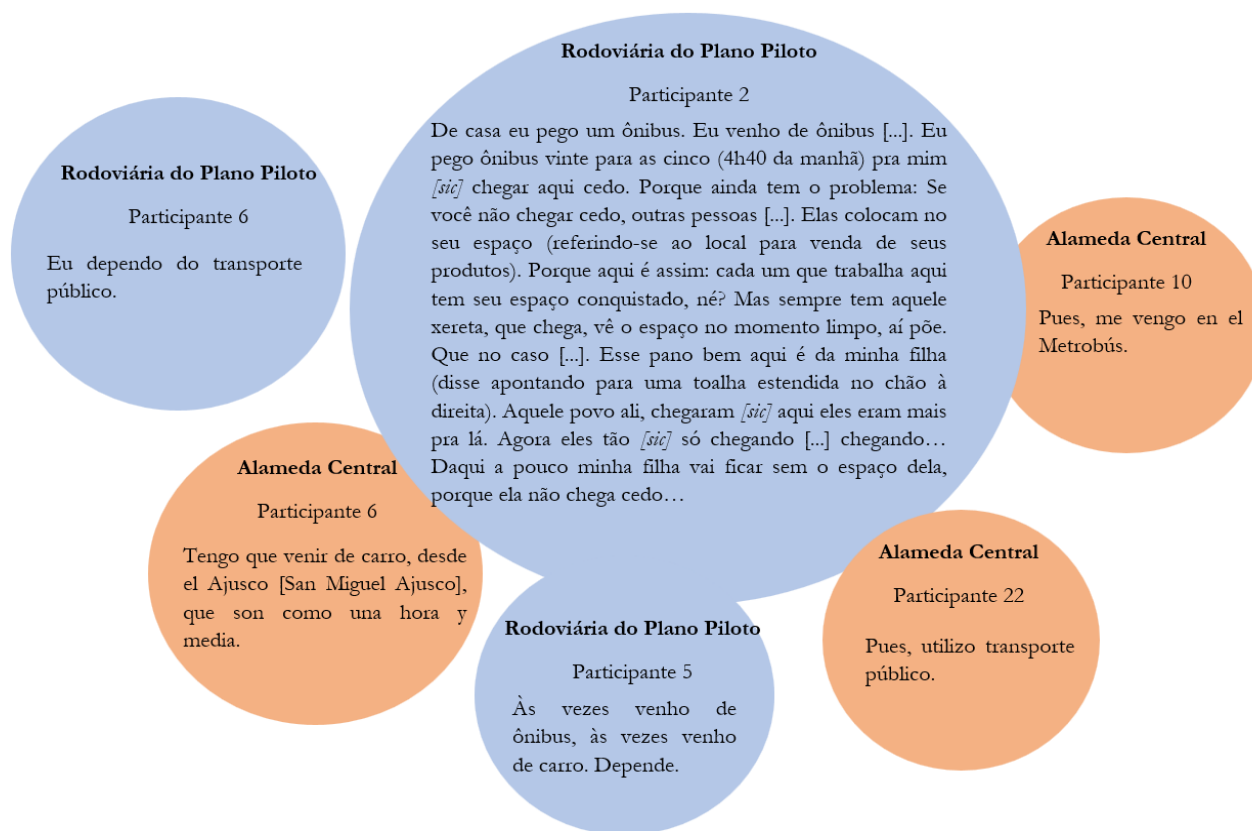 Rodoviária do Plano Piloto
Participante 2
De casa eu pego um ônibus. Eu venho de ônibus [...]. Eu
pego ônibus vinte para as cinco (4h40 da manhã) pra mim
[sic] chegar aqui cedo. Porque ainda tem o problema: Se
você não chegar cedo, outras pessoas [...]. Elas colocam no
seu espaço (referindo-se ao local para venda de seus
produtos). Porque aqui é assim: cada um que trabalha aqui
tem seu espaço conquistado, né? Mas sempre tem aquele
xereta, que chega, vê o espaço no momento limpo, aí põe.
Que no caso [...]. Esse pano bem aqui é da minha filha
(disse apontando para uma toalha estendida no chão à
direita). Aquele povo ali, chegaram [sic] aqui eles eram mais
pra lá. Agora eles tão [sic] só chegando [...] chegando…
Daqui a pouco minha filha vai ficar sem o espaço dela,
porque ela não chega cedo…
Rodoviária do Plano Piloto
Participante 6
Eu dependo do transporte
público.
Alameda Central
Participante 10
Pues, me vengo en el
Metrobús.
Alameda Central
Participante 6
Tengo que venir de carro, desde
el Ajusco [San Miguel Ajusco],
que son como una hora y
media.
Rodoviária do Plano Piloto
Participante 5
Às vezes venho de
ônibus, às vezes venho
de carro. Depende.
Alameda Central
Participante 22
Pues, utilizo transporte
público.